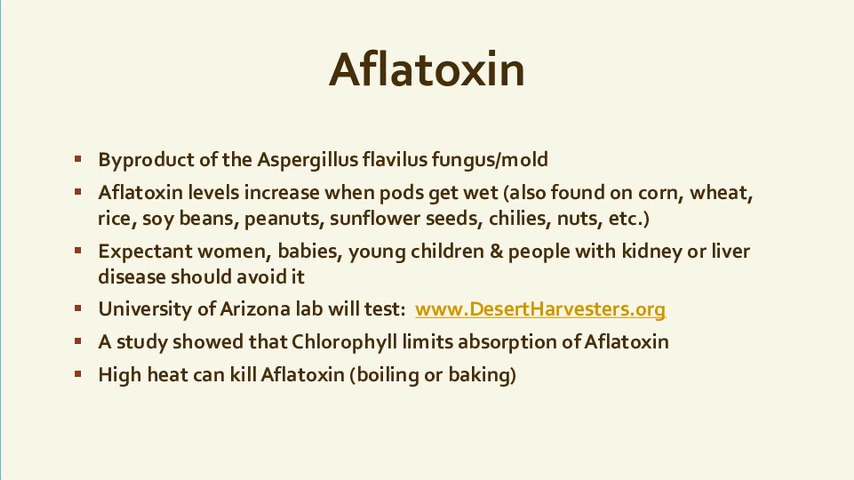 Aflatoxin
Byproduct of the Aspergillus flavilus fungus/mold
Aflatoxin levels increase when pods get wet (also found on corn, wheat,
rice, soy beans, peanuts, sunflower seeds, chilies, nuts, etc.)
Expectant women, babies, young children & people with kidney or liver
disease should avoid it
University of Arizona lab will test:  www.DesertHarvesters.org
A study showed that Chlorophyll limits absorption of Aflatoxin
High heat can kill Aflatoxin (boiling or baking)